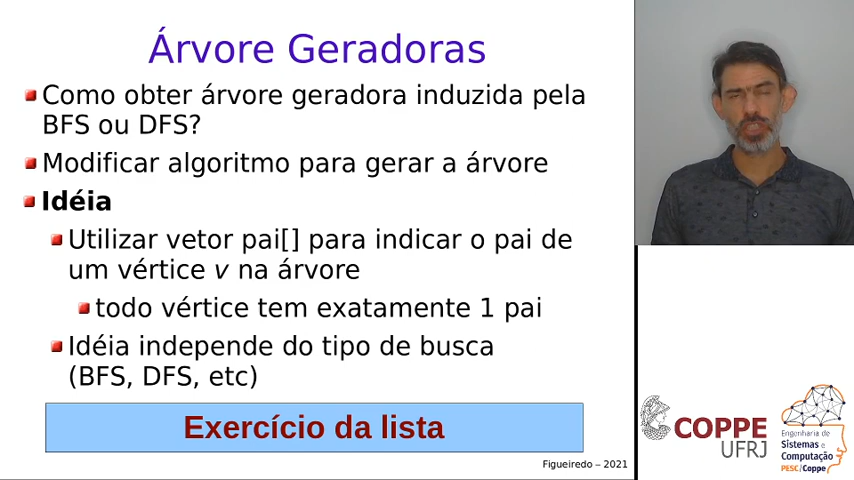 Árvore Geradoras
Como obter árvore geradora induzida pela
BFS ou DFS?
Modificar algoritmo para gerar a árvore
Idéia
Utilizar vetor pai[] para indicar o pai de
um vértice v na árvore
todo vértice tem exatamente 1 pai
Idéia independe do tipo de busca
(BFS, DFS, etc)
Exercício da lista
Figueiredo – 2021
COPPE
UFRJ
Engenharia de
Sistemas e
Computação
PESC/Coppe